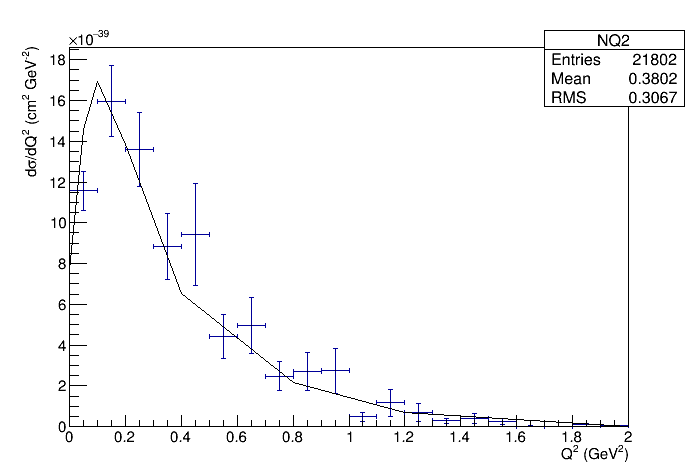 ×10⁻³⁹
NQ2
Entries 21802
Mean 0.3802
RMS 0.3067
dσ/dQ² (cm² GeV⁻²)
18
16
14
12
10
8
6
4
2
0
0 0.2 0.4 0.6 0.8 1 1.2 1.4 1.6 1.8 2
Q² (GeV²)